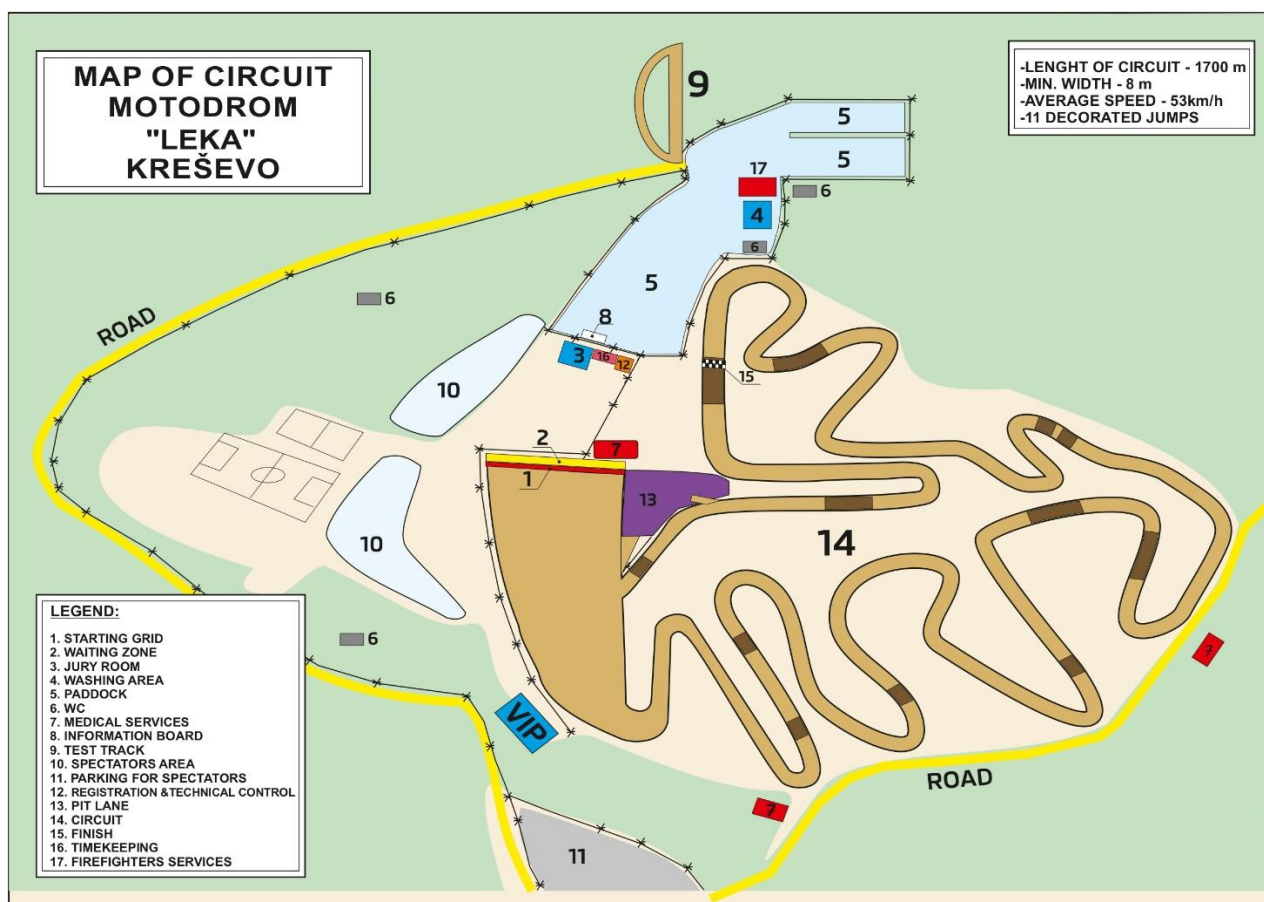 MAP OF CIRCUIT
MOTODROM
"LEKA"
KREŠEVO
-LENGHT OF CIRCUIT - 1700 m
-MIN. WIDTH - 8 m
-AVERAGE SPEED - 53km/h
-11 DECORATED JUMPS
9
5
5
17
6
4
6
5
6
ROAD
8
3
16
12
15
10
2
7
1
13
10
14
6
7
VIP
ROAD
7
11
LEGEND:
1. STARTING GRID
2. WAITING ZONE
3. JURY ROOM
4. WASHING AREA
5. PADDOCK
6. WC
7. MEDICAL SERVICES
8. INFORMATION BOARD
9. TEST TRACK
10. SPECTATORS AREA
11. PARKING FOR SPECTATORS
12. REGISTRATION &TECHNICAL CONTROL
13. PIT LANE
14. CIRCUIT
15. FINISH
16. TIMEKEEPING
17. FIREFIGHTERS SERVICES